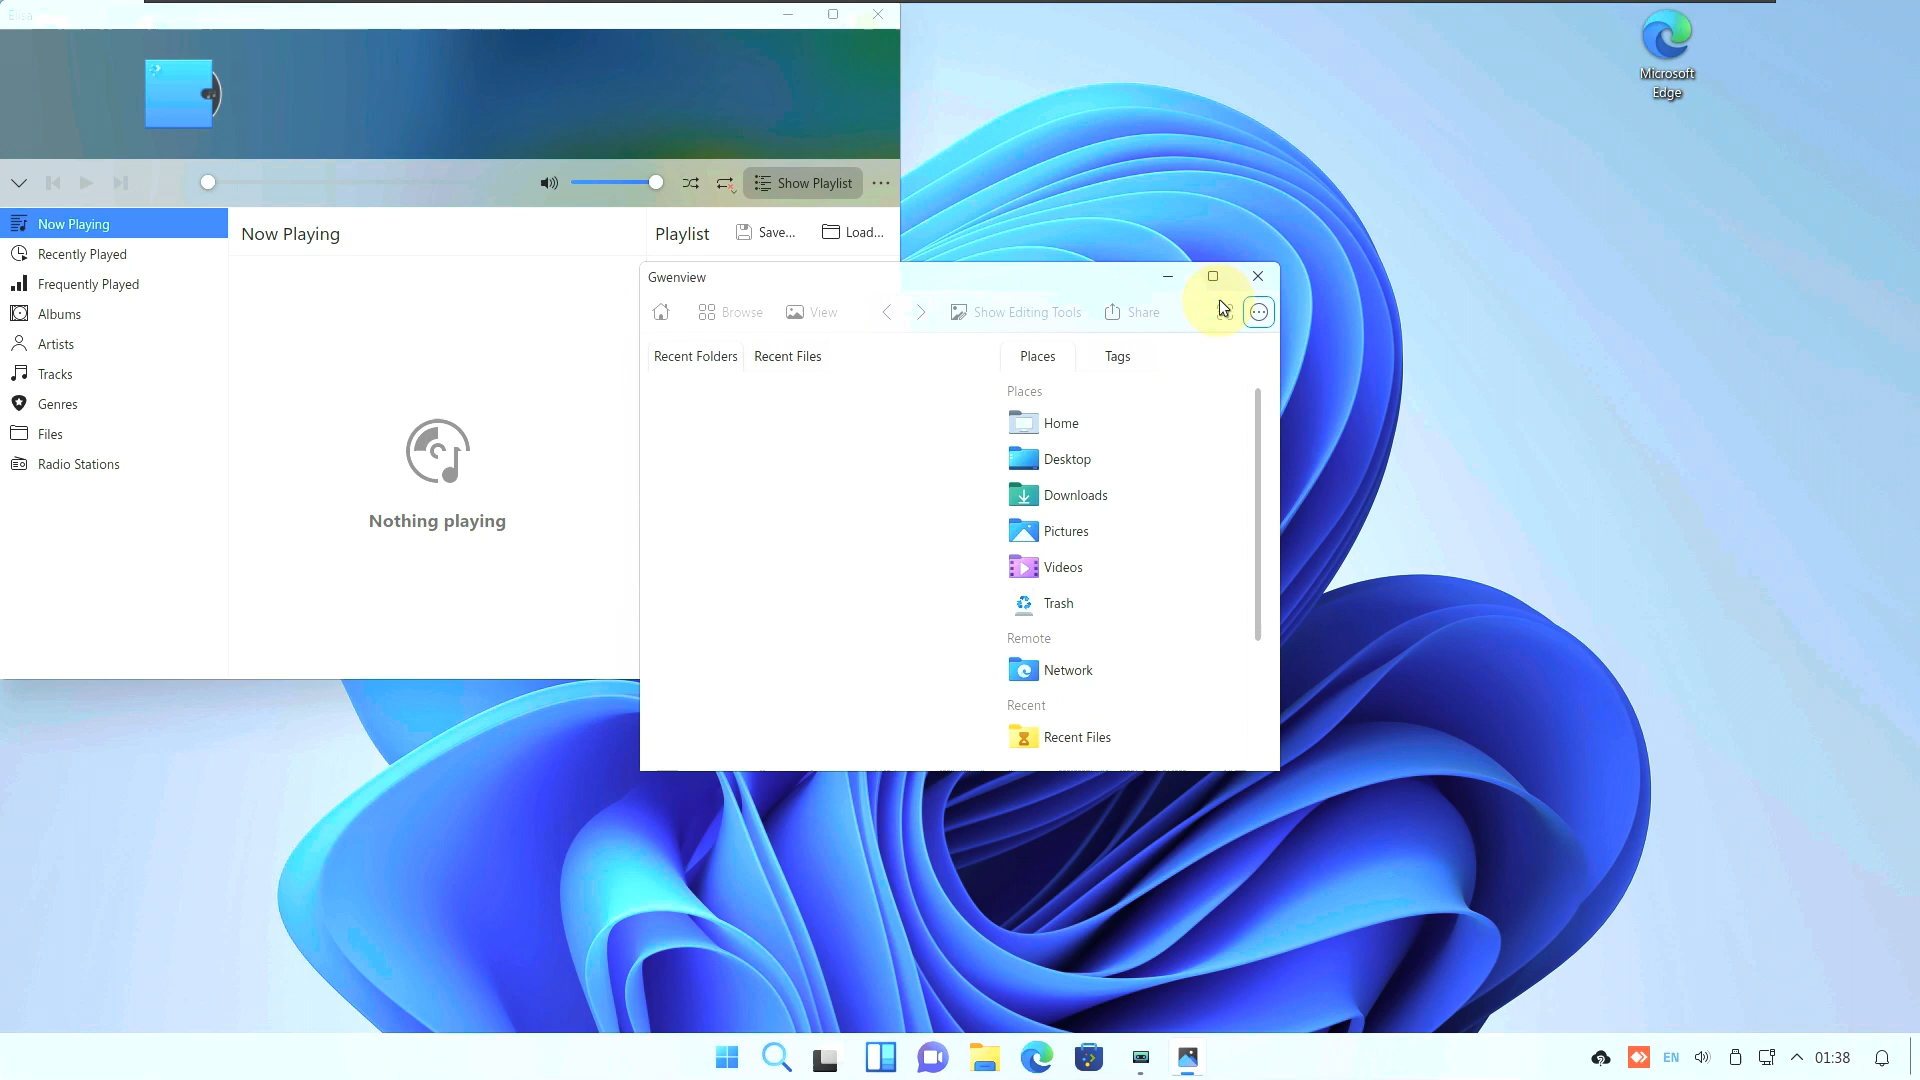 Elisa
Microsoft
Edge
Show Playlist
Now Playing
Recently Played
Frequently Played
Albums
Artists
Tracks
Genres
Files
Radio Stations
Now Playing
Nothing playing
Playlist
Save...
Load...
Gwenview
Browse
View
Show Editing Tools
Share
Recent Folders
Recent Files
Places
Tags
Places
Home
Desktop
Downloads
Pictures
Videos
Trash
Remote
Network
Recent
Recent Files
EN
01:38